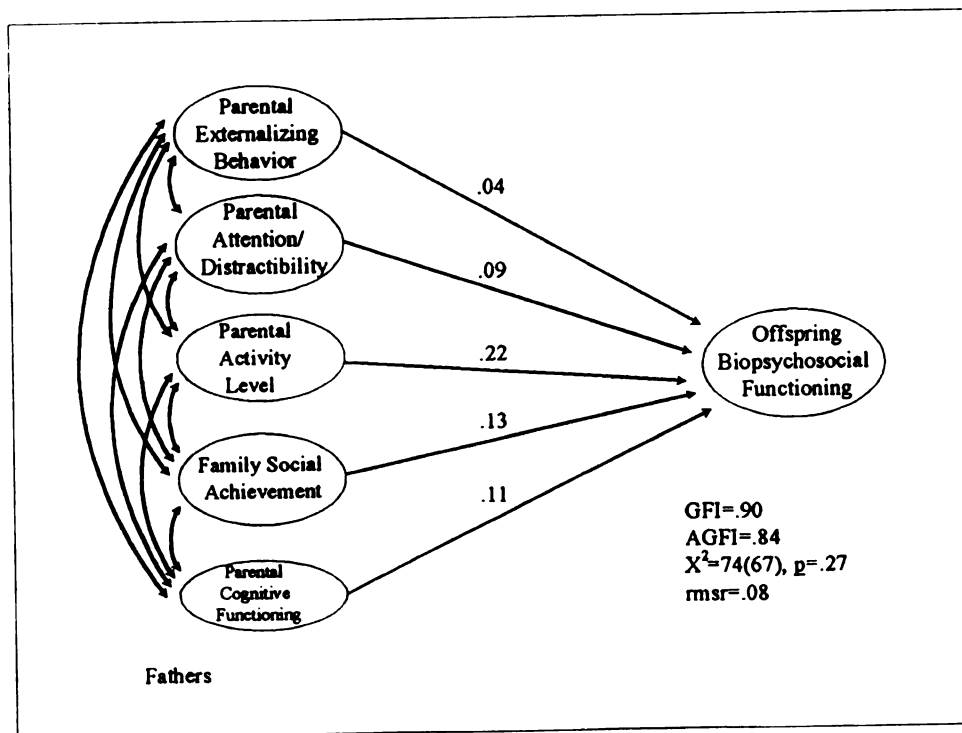 Parental
Externalizing
Behavior
.04
Parental
Attention/
Distractibility
.09
Parental
Activity
Level
.22
Offspring
Biopsychosocial
Functioning
.13
Family Social
Achievement
.11
GFI=.90
AGFI=.84
X²=74(67), p=.27
rmsr=.08
Parental
Cognitive
Functioning
Fathers